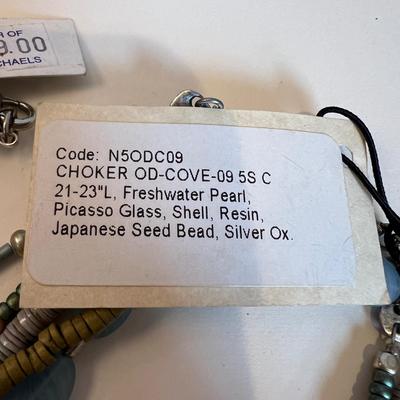 R OF
9.00
CHAELS
Code: N5ODC09
CHOKER OD-COVE-09 5S C
21-23"L, Freshwater Pearl,
Picasso Glass, Shell, Resin,
Japanese Seed Bead, Silver Ox.